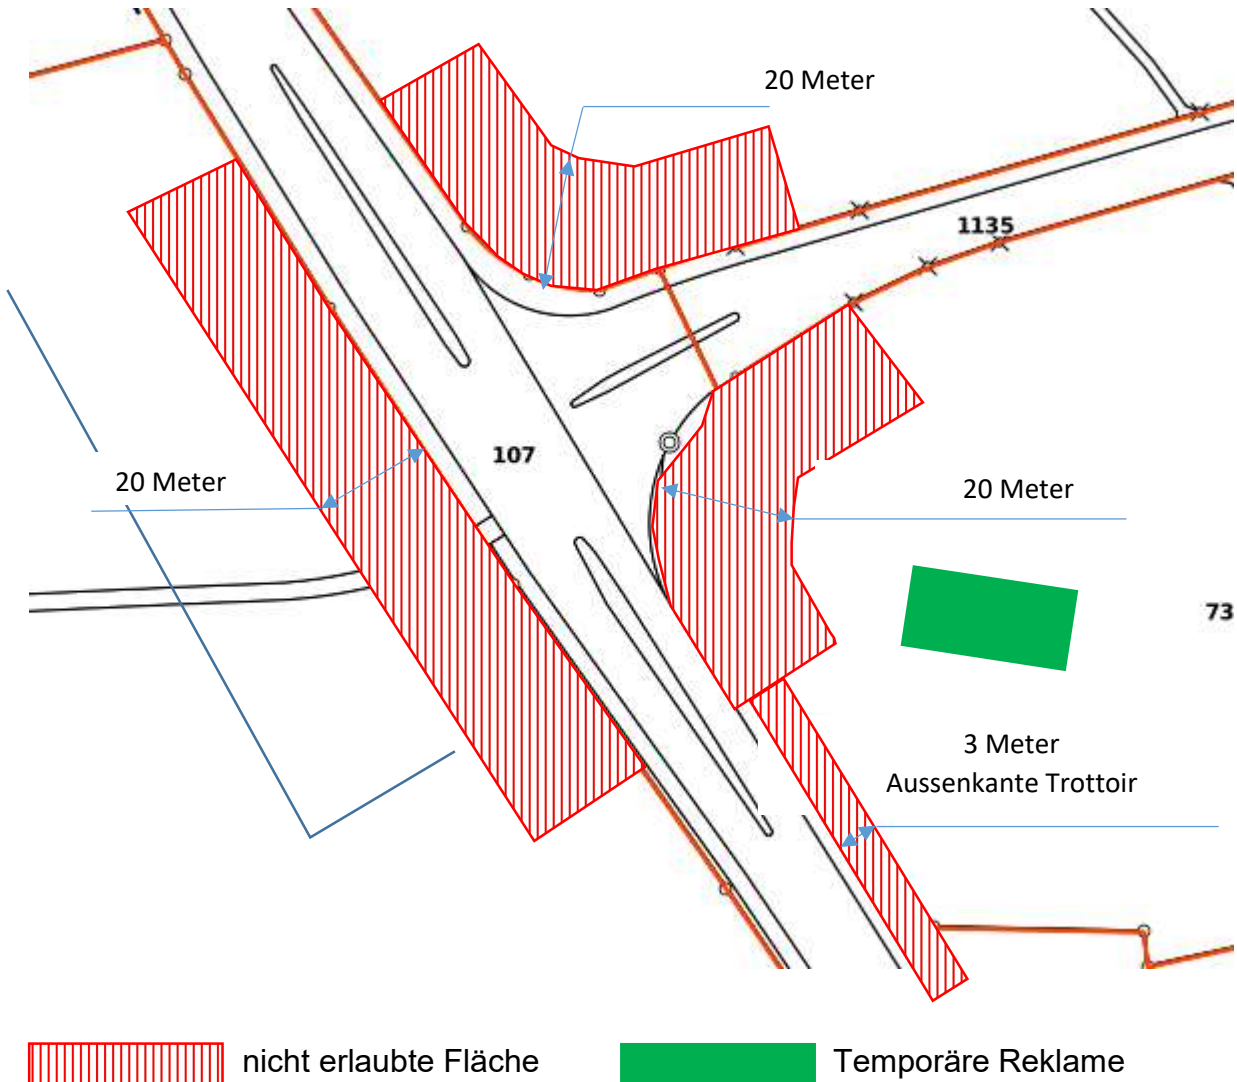 20 Meter
1135
107
20 Meter
20 Meter
73
3 Meter
Aussenkante Trottoir
nicht erlaubte Fläche
Temporäre Reklame